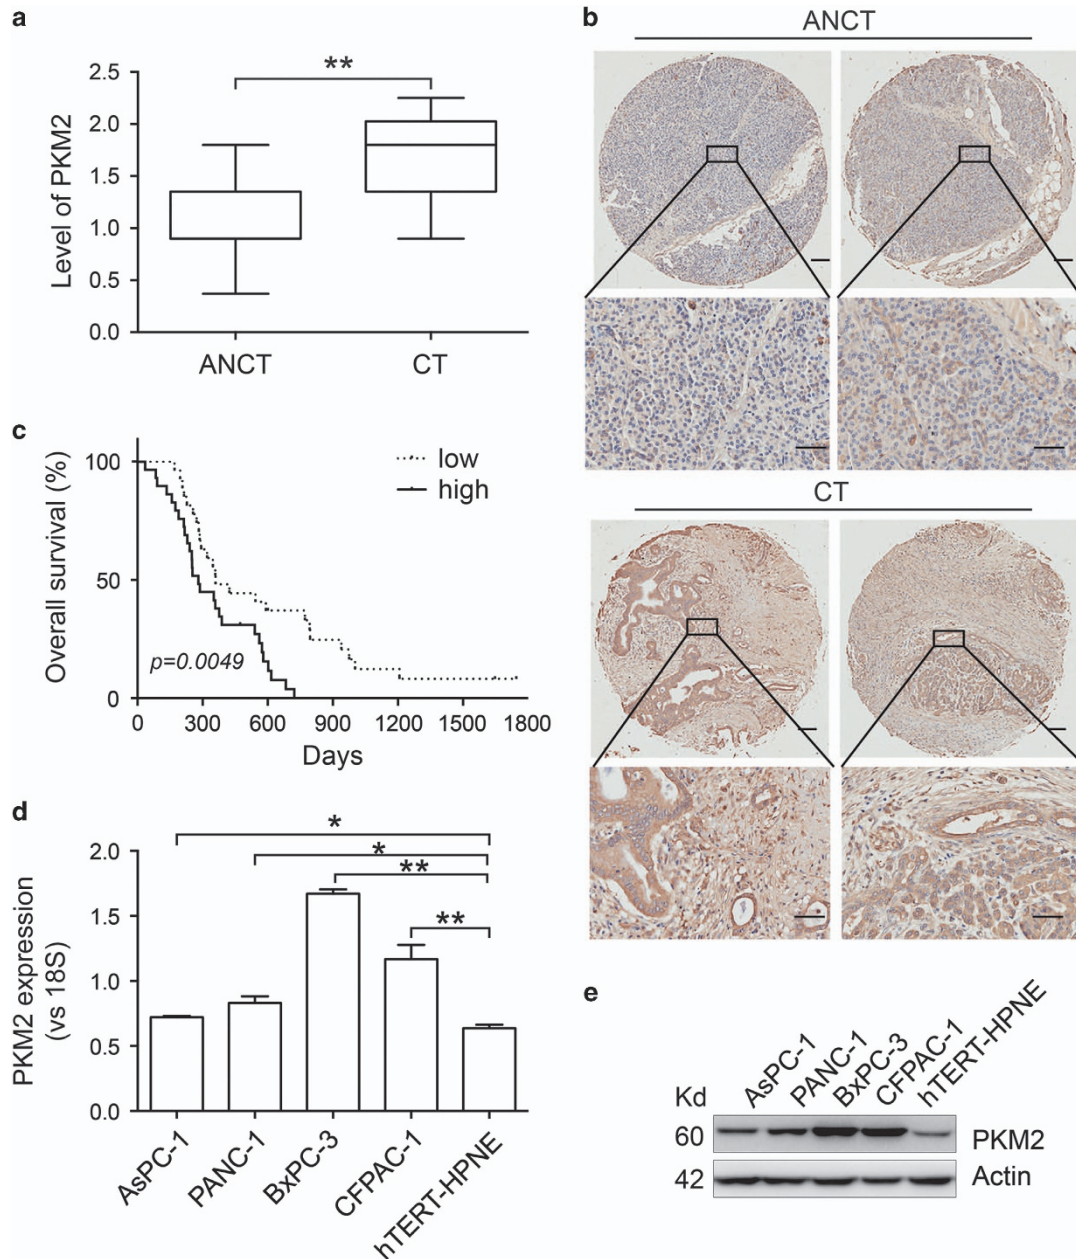 a
**
Level of PKM2
2.5
2.0
1.5
1.0
0.5
0.0
ANCT
CT
b
ANCT
CT
c
Overall survival (%)
100
50
0
low
high
p=0.0049
0
300
600
900
1200
1500
1800
Days
d
PKM2 expression
(vs 18S)
2.0
1.5
1.0
0.5
0.0
*
*
**
**
AsPC-1
PANC-1
BxPC-3
CFPAC-1
hTERT-HPNE
e
Kd
AsPC-1
PANC-1
BxPC-3
CFPAC-1
hTERT-HPNE
60
PKM2
42
Actin